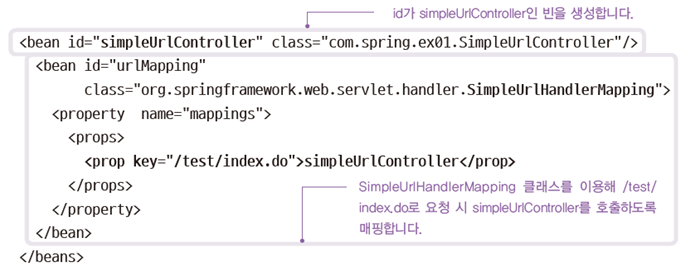 id가 simpleUrlController인 빈을 생성합니다.
<bean id="simpleUrlController" class="com.spring.ex01.SimpleUrlController"/>
<bean id="urlMapping"
class="org.springframework.web.servlet.handler.SimpleUrlHandlerMapping">
<property name="mappings">
<props>
<prop key="/test/index.do">simpleUrlController</prop>
</props>
</property>
</bean>
</beans>
SimpleUrlHandlerMapping 클래스를 이용해 /test/
index.do로 요청 시 simpleUrlController를 호출하도록
매핑합니다.